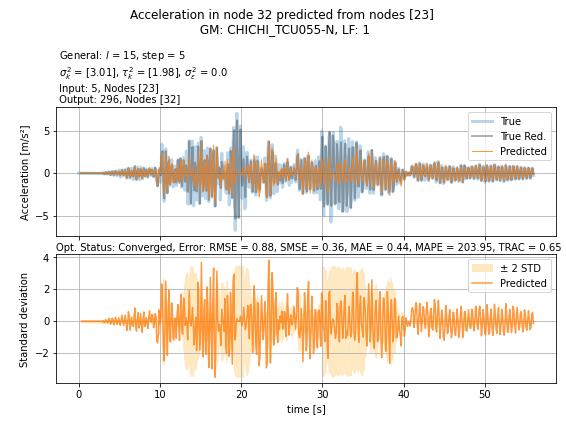 Acceleration in node 32 predicted from nodes [23]
GM: CHICHI_TCU055-N, LF: 1
General: l = 15, step = 5
σ²ₖ = [3.01], τ²ₖ = [1.98], σ²ε = 0.0
Input: 5, Nodes [23]
Output: 296, Nodes [32]
5
0
−5
Acceleration [m/s²]
True
True Red.
Predicted
Opt. Status: Converged, Error: RMSE = 0.88, SMSE = 0.36, MAE = 0.44, MAPE = 203.95, TRAC = 0.65
4
2
0
−2
Standard deviation
± 2 STD
Predicted
0 10 20 30 40 50
time [s]